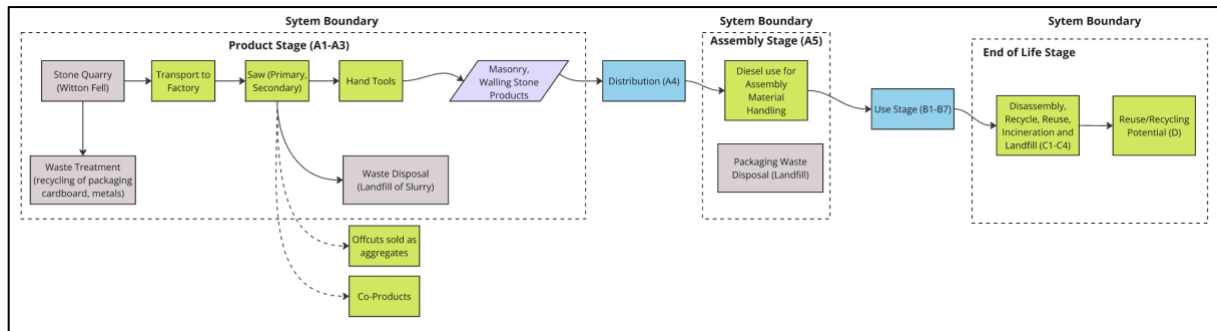 Sytem Boundary
Product Stage (A1-A3)
Stone Quarry
(Witton Fell)
Transport to
Factory
Saw (Primary,
Secondary)
Hand Tools
Masonry,
Walling Stone
Products
Waste Treatment
(recycling of packaging
cardboard, metals)
Waste Disposal
(Landfill of Slurry)
Offcuts sold as
aggregates
Co-Products
Distribution (A4)
Sytem Boundary
Assembly Stage (A5)
Diesel use for
Assembly
Material
Handling
Packaging Waste
Disposal (Landfill)
Use Stage (B1-B7)
Sytem Boundary
End of Life Stage
Disassembly,
Recycle, Reuse,
Incineration and
Landfill (C1-C4)
Reuse/Recycling
Potential (D)